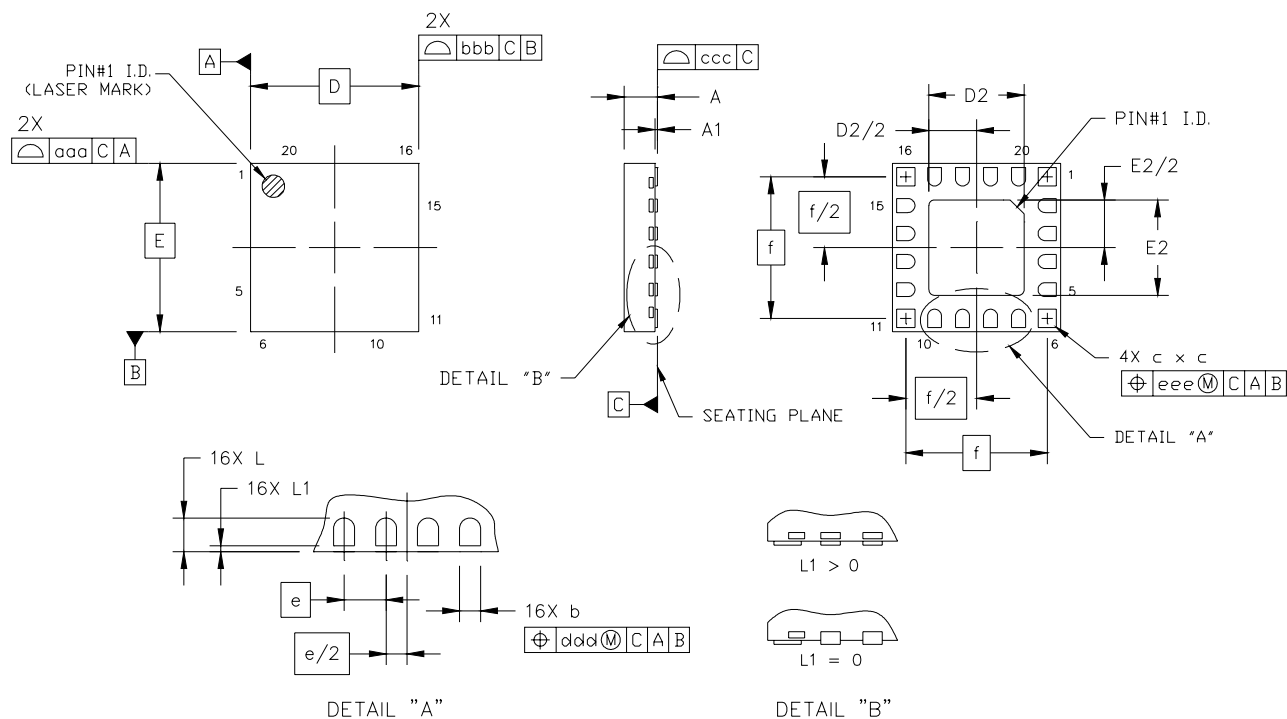 2X
bbb C B
A
D
PIN#1 I.D.
(LASER MARK)
2X
aaa C A
20
16
1
15
E
5
11
6
10
B
ccc C
A
A1
DETAIL "B"
C
SEATING PLANE
D2
D2/2
PIN#1 I.D.
16
20
E2/2
1
15
f/2
f
E2
5
11
10
6
4X c x c
eee Ⓜ C A B
f/2
DETAIL "A"
f
16X L
16X L1
e
16X b
ddd Ⓜ C A B
e/2
DETAIL "A"
L1 > 0
L1 = 0
DETAIL "B"